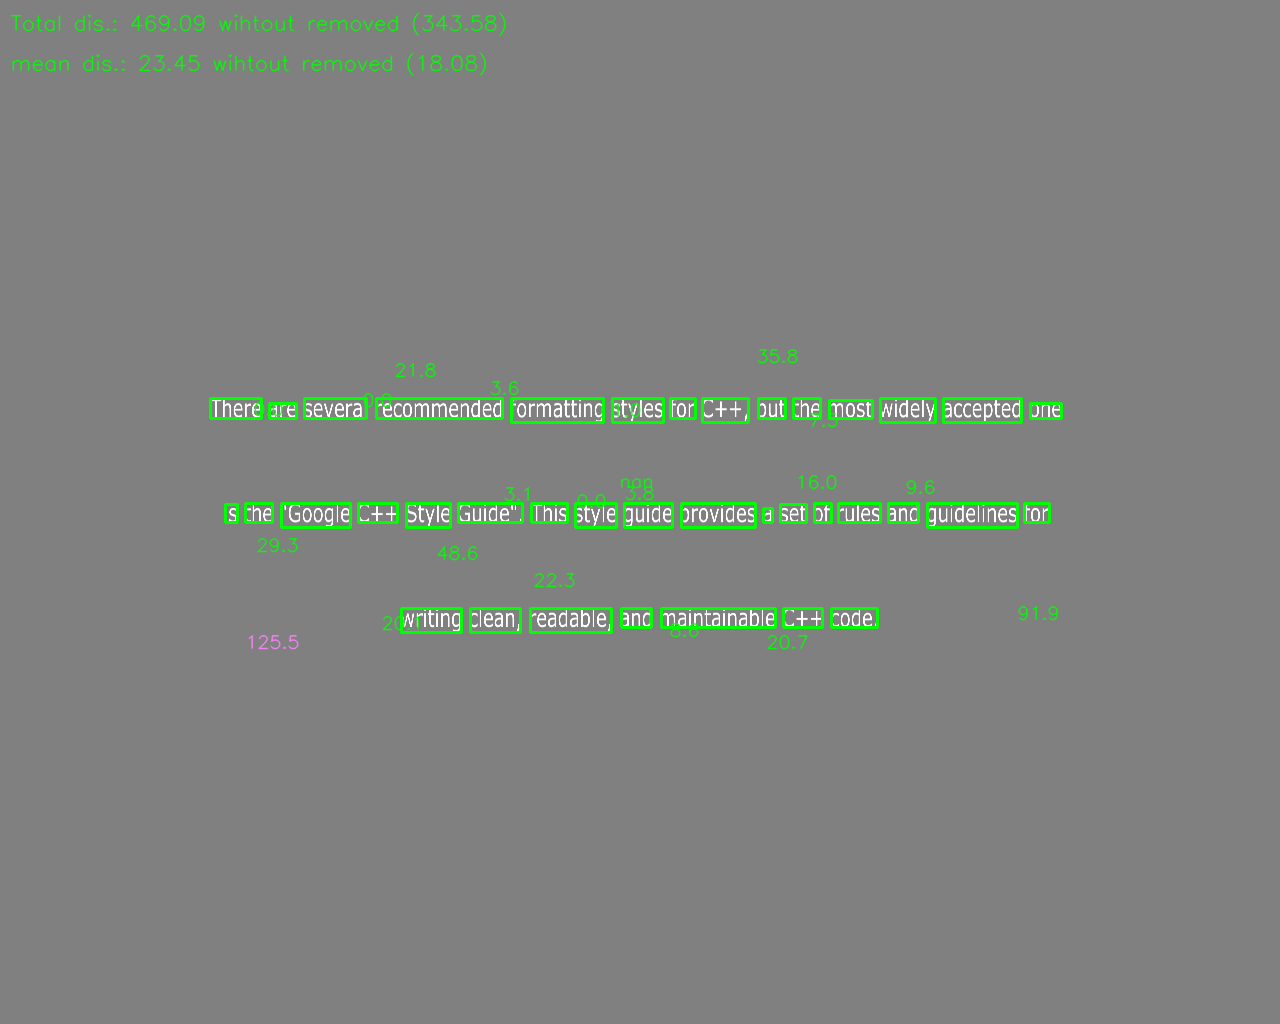 Total dis.: 469.09 wihtout removed (343.58)
mean dis.: 23.45 wihtout removed (18.08)
35.8
21.8
3.6
There are several recommended formatting styles for C++, but the most widely accepted one
7.5
nan
16.0
9.6
3.1
0.0
3.8
is the "Google C++ Style Guide". This style guide provides a set of rules and guidelines for
29.3
48.6
22.3
91.9
writing clean, readable, and maintainable C++ code.
125.5
20.7